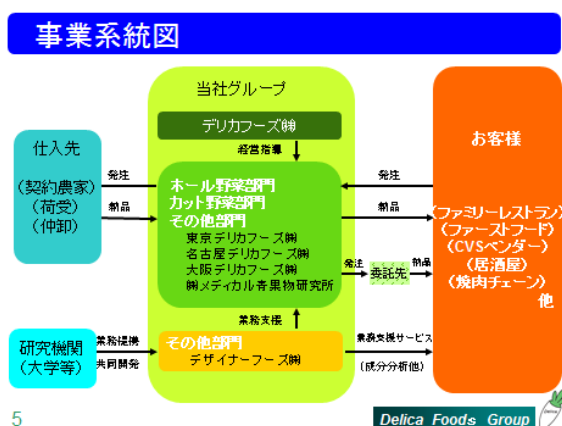 事業系統図
当社グループ
デリカフーズ㈱
経営指導
仕入先
(契約農家)
(荷受)
(仲卸)
発注
納品
ホール野菜部門
カット野菜部門
その他部門
東京デリカフーズ㈱
名古屋デリカフーズ㈱
大阪デリカフーズ㈱
㈱メディカル青果物研究所
発注
納品
発注
委託先
納品
お客様
(ファミリーレストラン)
(ファーストフード)
(CVSベンダー)
(居酒屋)
(焼肉チェーン)
他
業務支援
研究機関
(大学等)
業務提携
共同開発
その他部門
デザイナーフーズ㈱
業務支援サービス
(成分分析他)
5
Delica Foods Group